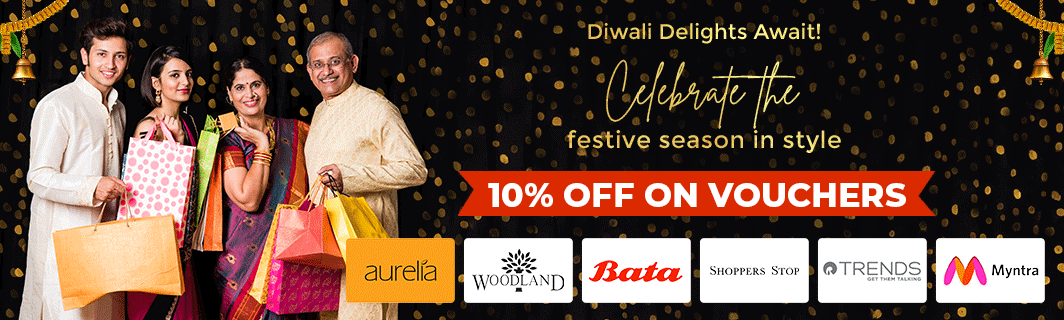 Diwali Delights Await!
Celebrate the
festive season in style
10% OFF ON VOUCHERS
aurelia
WOODLAND
Bata
SHOPPERS STOP
TRENDS
GET THEM TALKING
Myntra